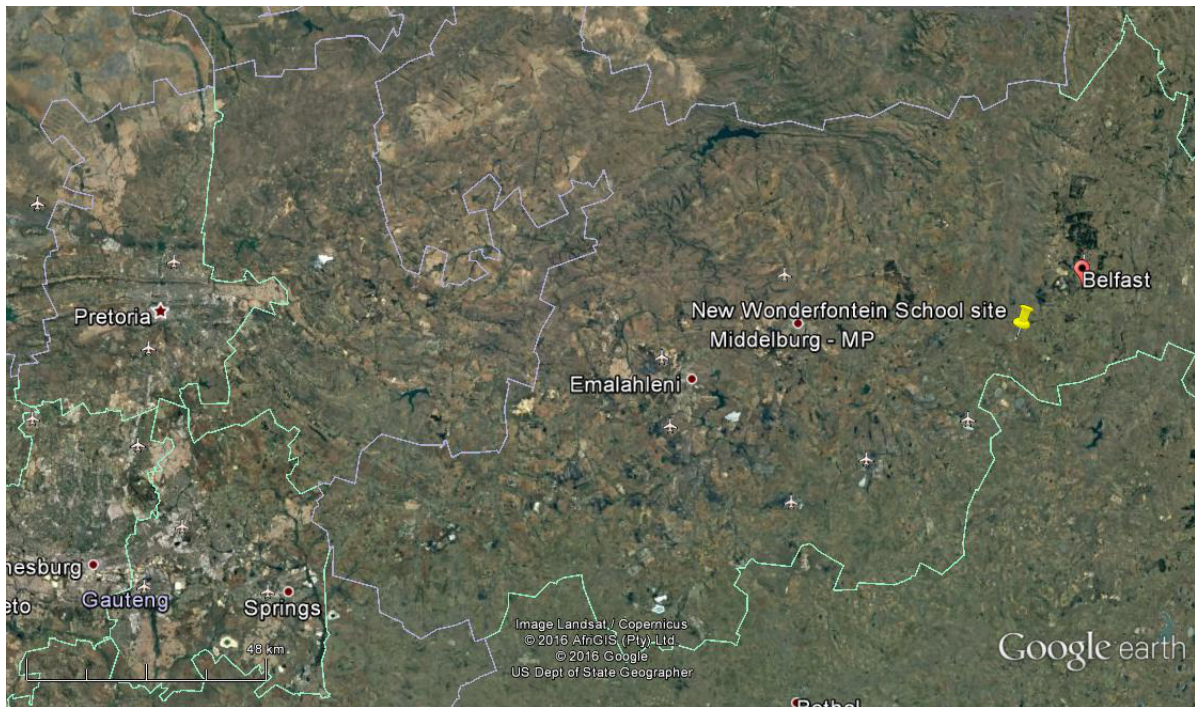 Belfast
New Wonderfontein School site
Pretoria
Middelburg - MP
Emalahleni
nesburg
Gauteng
eto
Springs
Image Landsat / Copernicus
© 2016 AfriGIS (Pty) Ltd.
© 2016 Google
US Dept of State Geographer
48 km
Google earth
Bethal